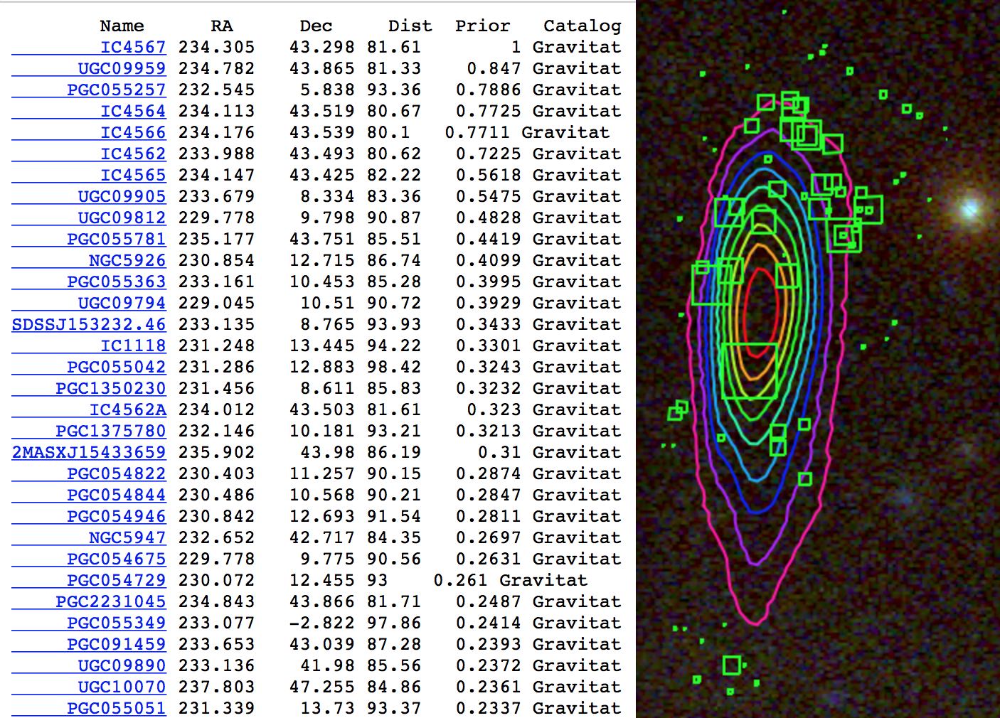 Name RA Dec Dist Prior Catalog
IC4567 234.305 43.298 81.61 1 Gravitat
UGC09959 234.782 43.865 81.33 0.847 Gravitat
PGC055257 232.545 5.838 93.36 0.7886 Gravitat
IC4564 234.113 43.519 80.67 0.7725 Gravitat
IC4566 234.176 43.539 80.1 0.7711 Gravitat
IC4562 233.988 43.493 80.62 0.7225 Gravitat
IC4565 234.147 43.425 82.22 0.5618 Gravitat
UGC09905 233.679 8.334 83.36 0.5475 Gravitat
UGC09812 229.778 9.798 90.87 0.4828 Gravitat
PGC055781 235.177 43.751 85.51 0.4419 Gravitat
NGC5926 230.854 12.715 86.74 0.4099 Gravitat
PGC055363 233.161 10.453 85.28 0.3995 Gravitat
UGC09794 229.045 10.51 90.72 0.3929 Gravitat
SDSSJ153232.46 233.135 8.765 93.93 0.3433 Gravitat
IC1118 231.248 13.445 94.22 0.3301 Gravitat
PGC055042 231.286 12.883 98.42 0.3243 Gravitat
PGC1350230 231.456 8.611 85.83 0.3232 Gravitat
IC4562A 234.012 43.503 81.61 0.323 Gravitat
PGC1375780 232.146 10.181 93.21 0.3213 Gravitat
2MASXJ15433659 235.902 43.98 86.19 0.31 Gravitat
PGC054822 230.403 11.257 90.15 0.2874 Gravitat
PGC054844 230.486 10.568 90.21 0.2847 Gravitat
PGC054946 230.842 12.693 91.54 0.2811 Gravitat
NGC5947 232.652 42.717 84.35 0.2697 Gravitat
PGC054675 229.778 9.775 90.56 0.2631 Gravitat
PGC054729 230.072 12.455 93 0.261 Gravitat
PGC2231045 234.843 43.866 81.71 0.2487 Gravitat
PGC055349 233.077 -2.822 97.86 0.2414 Gravitat
PGC091459 233.653 43.039 87.28 0.2393 Gravitat
UGC09890 233.136 41.98 85.56 0.2372 Gravitat
UGC10070 237.803 47.255 84.86 0.2361 Gravitat
PGC055051 231.339 13.73 93.37 0.2337 Gravitat